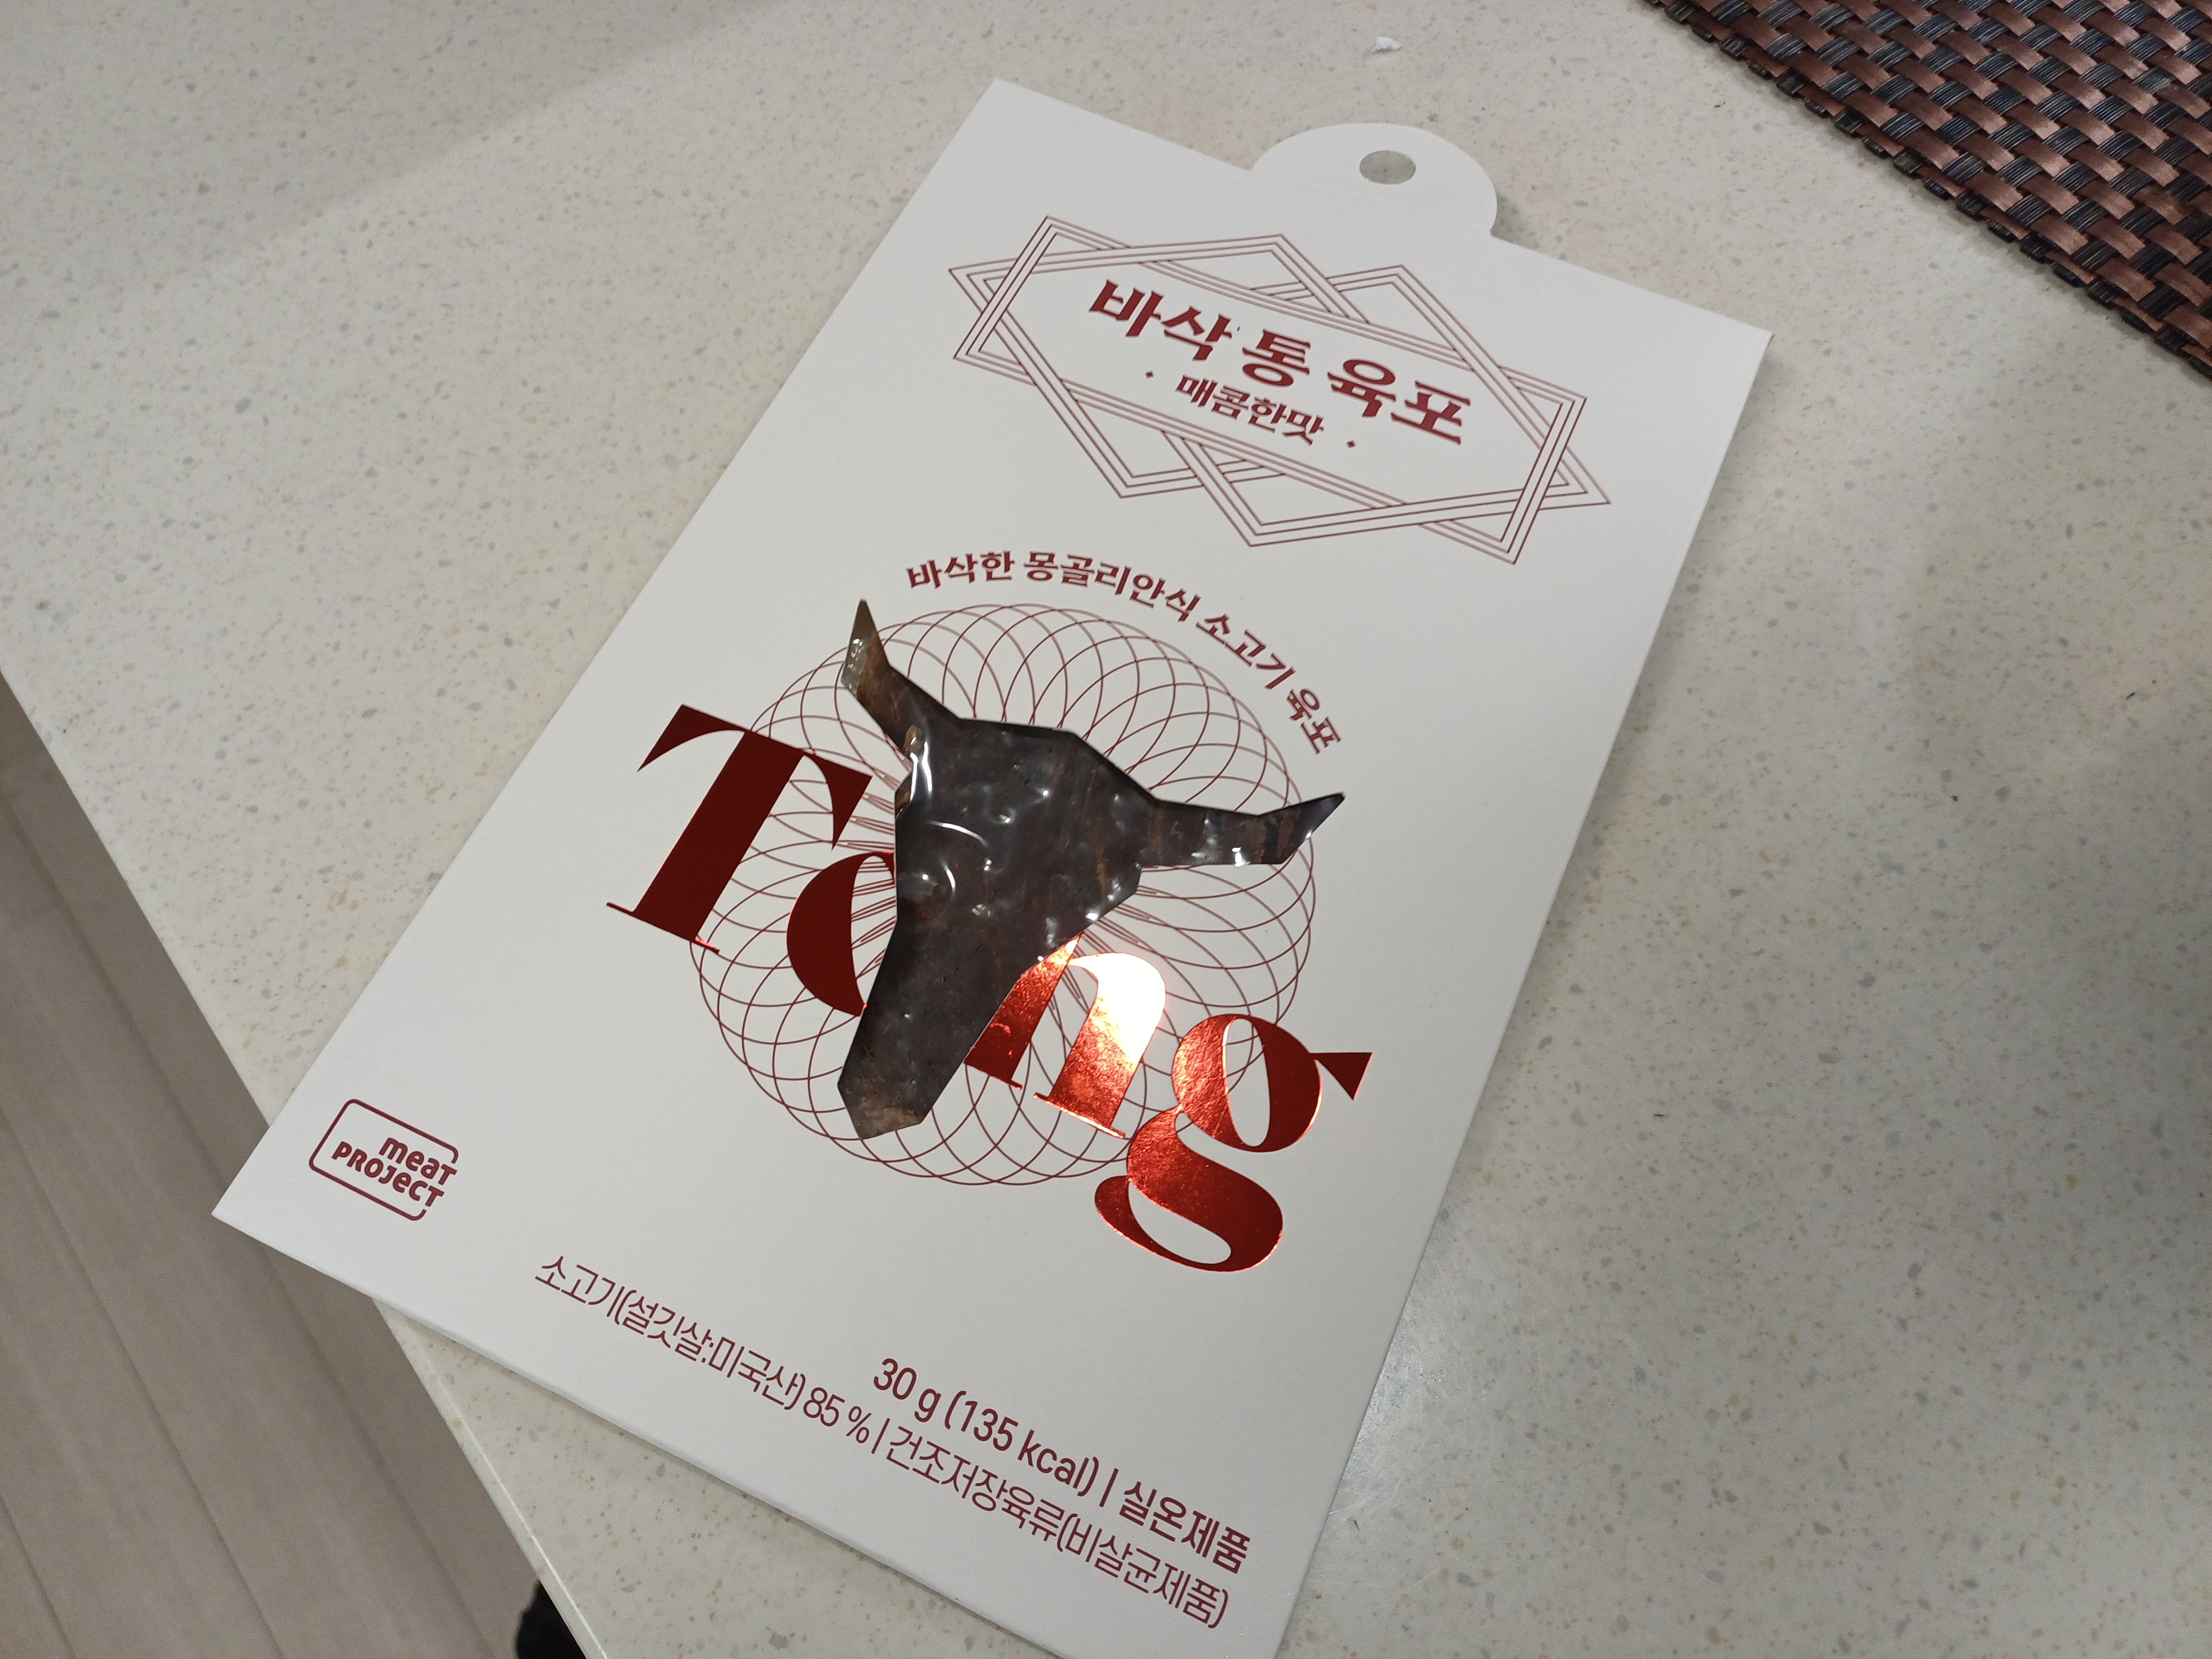 바삭 통 육포
· 매콤한맛 ·
바삭한 몽골리안식 소고기 육포
Tang
meat
PROJECT
30 g (135 kcal) | 실온제품
소고기(설깃살:미국산) 85 % | 건조저장육류(비살균제품)